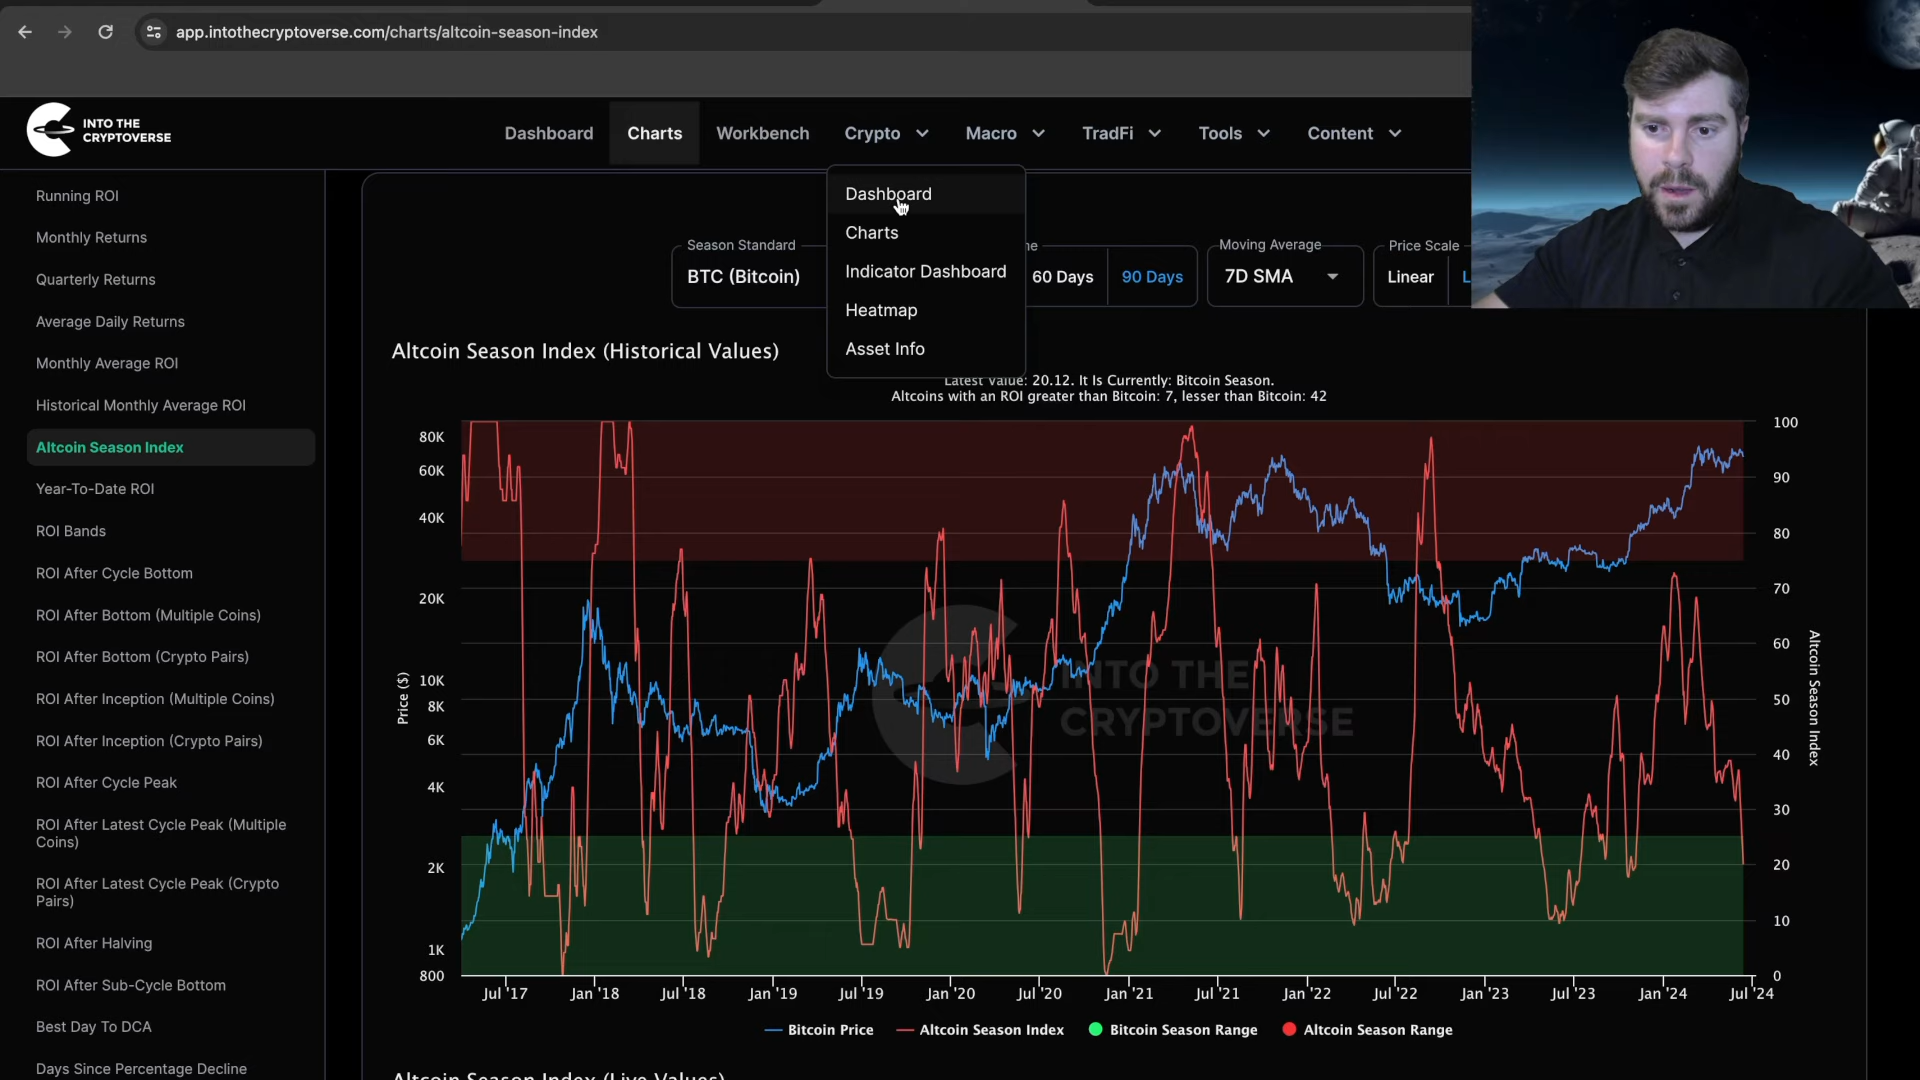 app.intothecryptoverse.com/charts/altcoin-season-index
INTO THE
CRYPTOVERSE
Dashboard
Charts
Workbench
Crypto
Macro
TradFi
Tools
Content
Dashboard
Charts
Indicator Dashboard
Heatmap
Asset Info
Running ROI
Monthly Returns
Quarterly Returns
Average Daily Returns
Monthly Average ROI
Historical Monthly Average ROI
Altcoin Season Index
Year-To-Date ROI
ROI Bands
ROI After Cycle Bottom
ROI After Bottom (Multiple Coins)
ROI After Bottom (Crypto Pairs)
ROI After Inception (Multiple Coins)
ROI After Inception (Crypto Pairs)
ROI After Cycle Peak
ROI After Latest Cycle Peak (Multiple
Coins)
ROI After Latest Cycle Peak (Crypto
Pairs)
ROI After Halving
ROI After Sub-Cycle Bottom
Best Day To DCA
Days Since Percentage Decline
Season Standard
BTC (Bitcoin)
60 Days
90 Days
Moving Average
7D SMA
Price Scale
Linear
Altcoin Season Index (Historical Values)
Latest Value: 20.12. It Is Currently: Bitcoin Season.
Altcoins with an ROI greater than Bitcoin: 7, lesser than Bitcoin: 42
80K
60K
40K
20K
10K
8K
6K
4K
2K
1K
800
Price ($)
100
90
80
70
60
50
40
30
20
10
0
Altcoin Season Index
INTO THE
CRYPTOVERSE
Jul '17
Jan '18
Jul '18
Jan '19
Jul '19
Jan '20
Jul '20
Jan '21
Jul '21
Jan '22
Jul '22
Jan '23
Jul '23
Jan '24
Jul '24
Bitcoin Price
Altcoin Season Index
Bitcoin Season Range
Altcoin Season Range
Altcoin Season Index (Live Values)